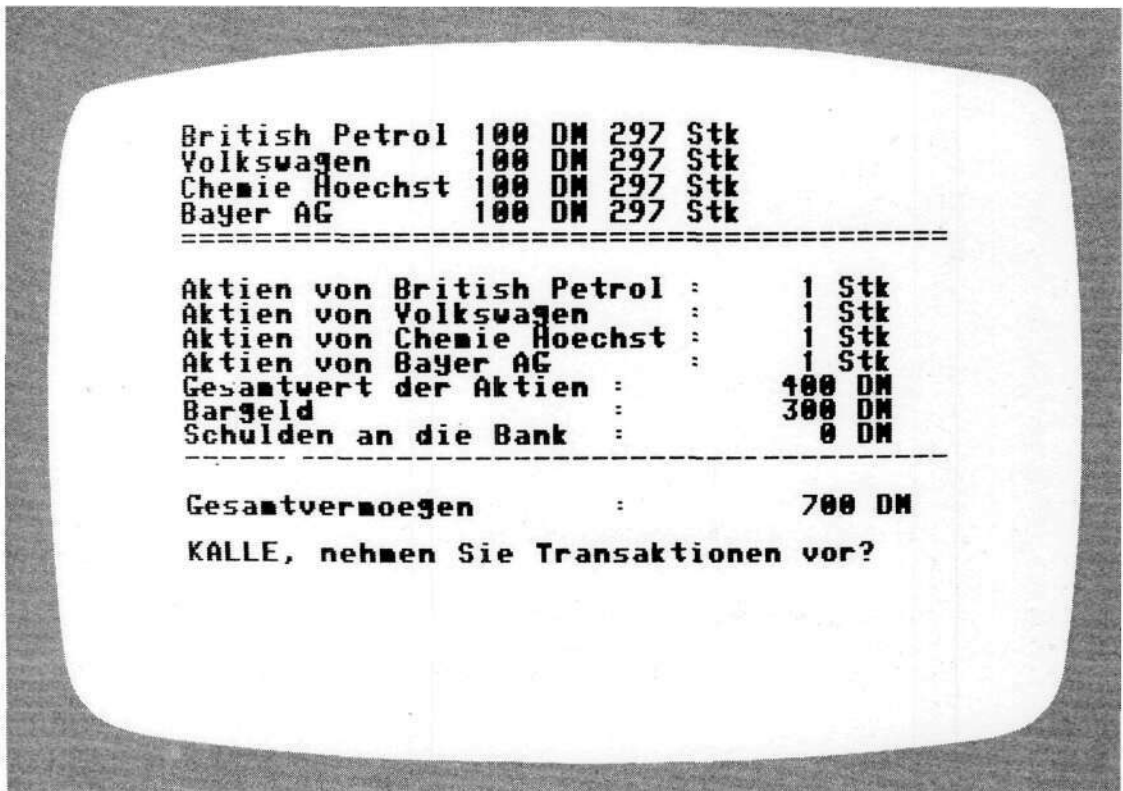 British Petrol 100 DM 297 Stk
Volkswagen 100 DM 297 Stk
Chemie Hoechst 100 DM 297 Stk
Bayer AG 100 DM 297 Stk
========================================
Aktien von British Petrol : 1 Stk
Aktien von Volkswagen : 1 Stk
Aktien von Chemie Hoechst : 1 Stk
Aktien von Bayer AG : 1 Stk
Gesamtwert der Aktien : 400 DM
Bargeld : 300 DM
Schulden an die Bank : 0 DM
----------------------------------------
Gesamtvermoegen : 700 DM
KALLE, nehmen Sie Transaktionen vor?